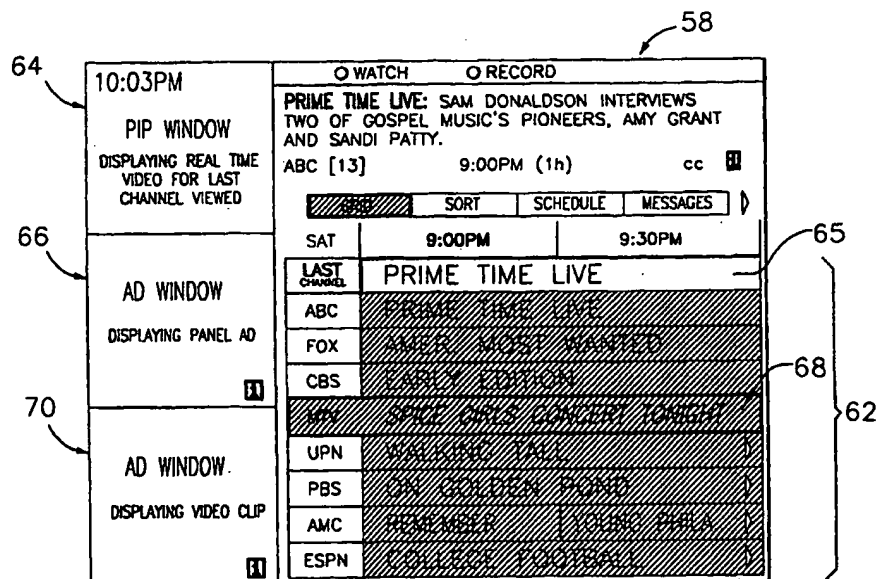 58
64
10:03PM
PIP WINDOW
DISPLAYING REAL TIME
VIDEO FOR LAST
CHANNEL VIEWED
66
AD WINDOW
DISPLAYING PANEL AD
i
70
AD WINDOW
DISPLAYING VIDEO CLIP
i
WATCH RECORD
PRIME TIME LIVE: SAM DONALDSON INTERVIEWS
TWO OF GOSPEL MUSIC'S PIONEERS, AMY GRANT
AND SANDI PATTY.
ABC [13] 9:00PM (1h) cc i
GRID SORT SCHEDULE MESSAGES
SAT 9:00PM 9:30PM
65
LAST
CHANNEL
PRIME TIME LIVE
ABC PRIME TIME LIVE
FOX AMER. MOST WANTED
CBS EARLY EDITION
68
SPICE GIRLS CONCERT TONIGHT
62
UPN WALKING TALL
PBS ON GOLDEN POND
AMC REMEMBER YOUNG PHILA.
ESPN COLLEGE FOOTBALL